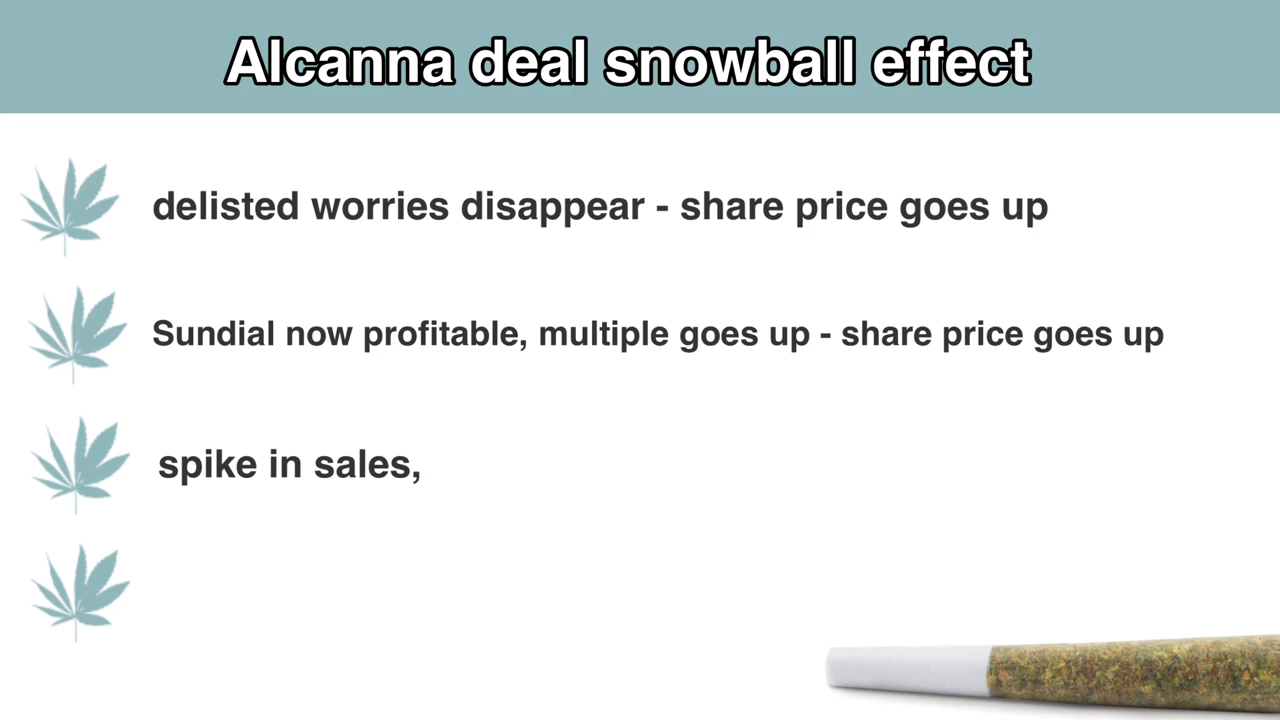 Alcanna deal snowball effect
delisted worries disappear - share price goes up
Sundial now profitable, multiple goes up - share price goes up
spike in sales,